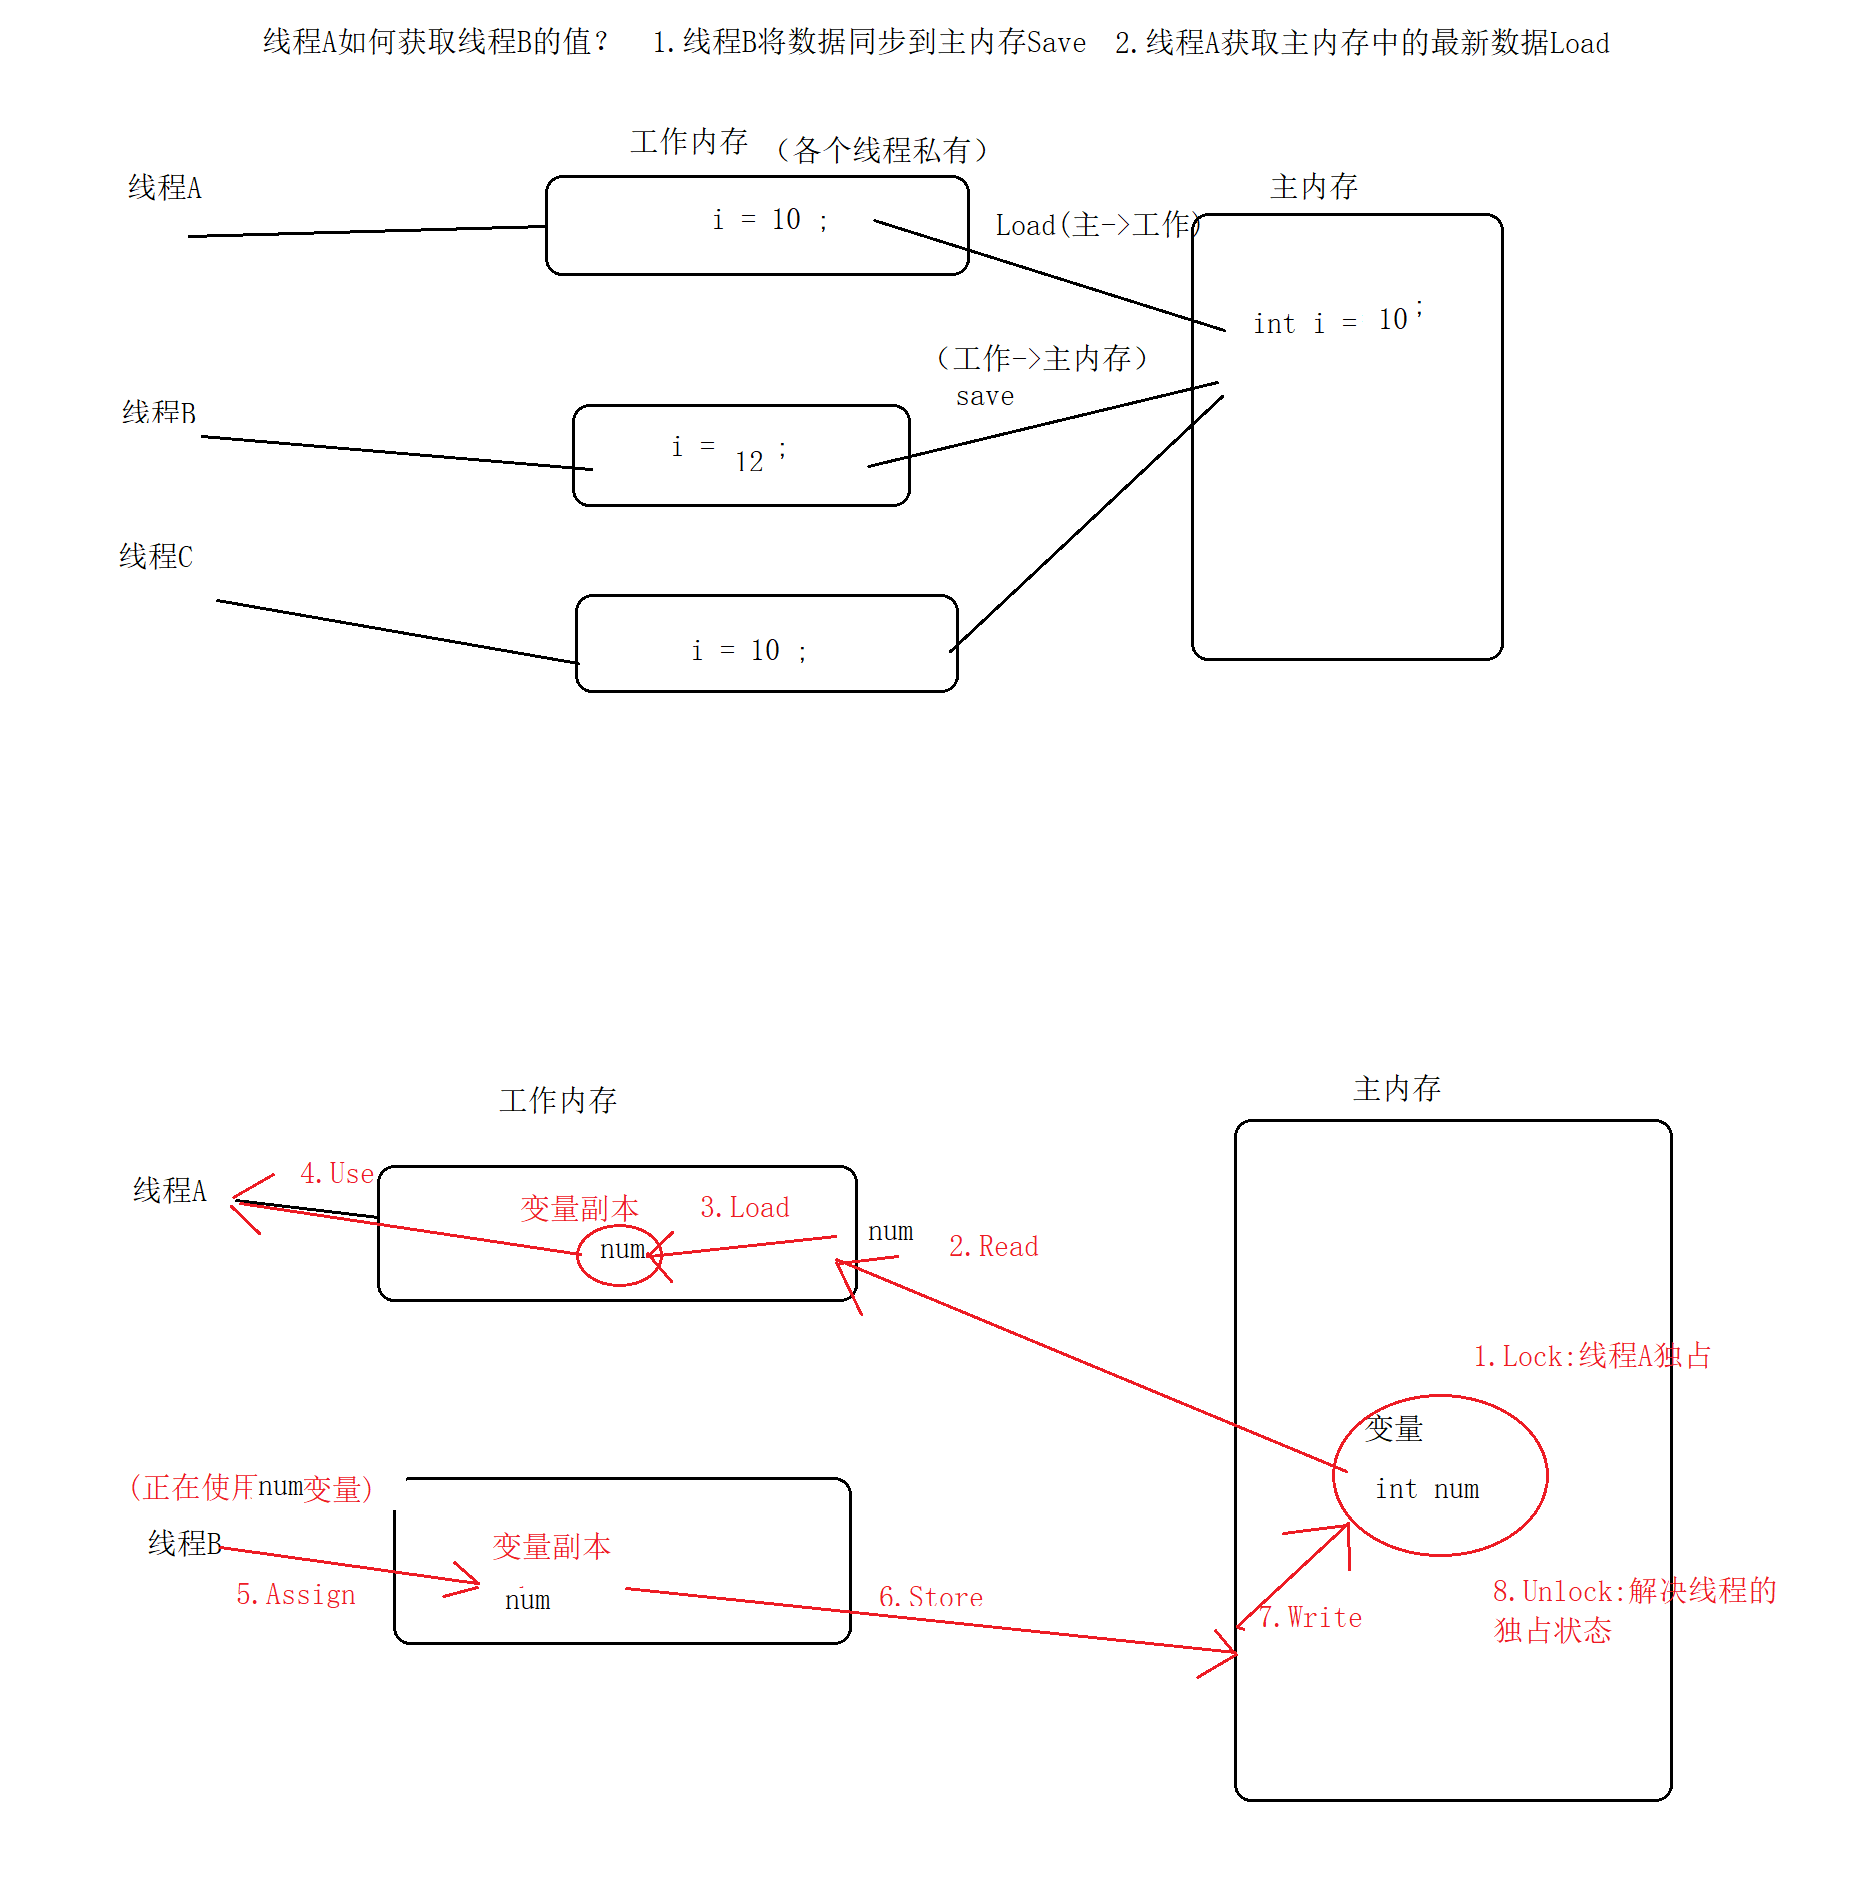 线程A如何获取线程B的值? 1.线程B将数据同步到主内存Save 2.线程A获取主内存中的最新数据Load
工作内存 （各个线程私有）
线程A
主内存
i = 10 ;
Load(主->工作)
int i = 10 ;
（工作->主内存）
save
线程B
i = 12 ;
线程C
i = 10 ;
工作内存
主内存
线程A
4.Use
变量副本
3.Load
num
num
2.Read
1.Lock:线程A独占
变量
int num
(正在使用num变量)
线程B
变量副本
5.Assign
num
6.Store
7.Write
8.Unlock:解决线程的
独占状态